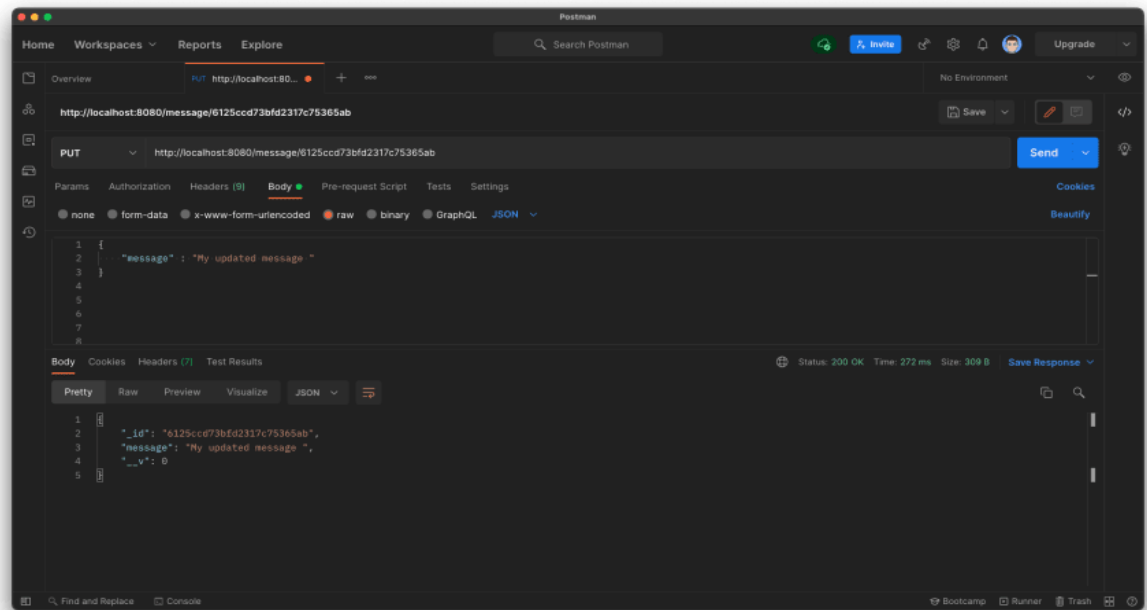 Postman
Home Workspaces Reports Explore Search Postman Invite Upgrade
Overview PUT http://localhost:80... + ooo No Environment
http://localhost:8080/message/6125ccd73bfd2317c75365ab Save </>
PUT http://localhost:8080/message/6125ccd73bfd2317c75365ab Send
Params Authorization Headers (9) Body Pre-request Script Tests Settings Cookies
none form-data x-www-form-urlencoded raw binary GraphQL JSON Beautify
1 {
2 "message" : "My updated message "
3 }
4
5
6
7
8
Body Cookies Headers (7) Test Results Status: 200 OK Time: 272 ms Size: 309 B Save Response
Pretty Raw Preview Visualize JSON
1 {
2 "_id": "6125ccd73bfd2317c75365ab",
3 "message": "My updated message ",
4 "__v": 0
5 }
Find and Replace Console Bootcamp Runner Trash